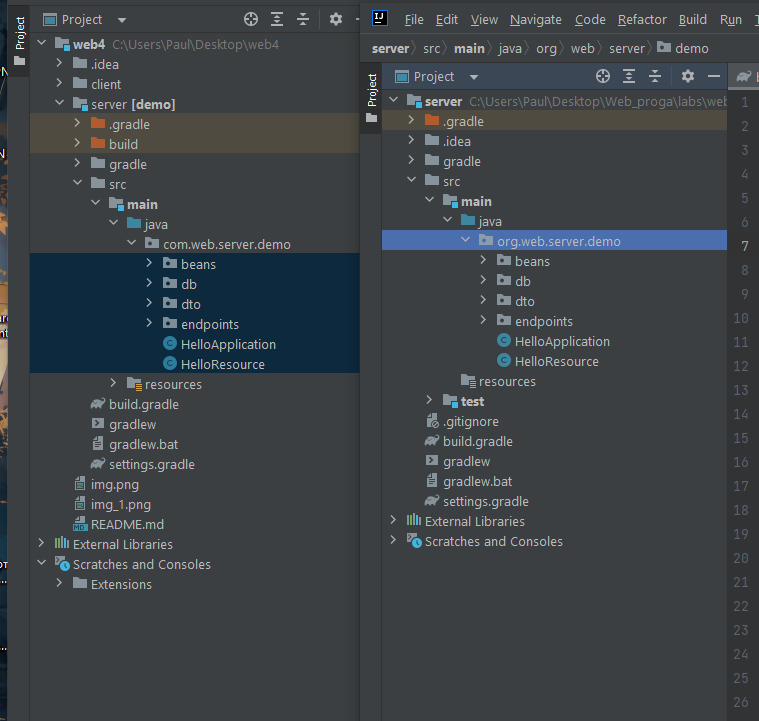 Project
Project
web4 C:\Users\Paul\Desktop\web4
.idea
client
server [demo]
.gradle
build
gradle
src
main
java
com.web.server.demo
beans
db
dto
endpoints
HelloApplication
HelloResource
resources
build.gradle
gradlew
gradlew.bat
settings.gradle
img.png
img_1.png
README.md
External Libraries
Scratches and Consoles
Extensions
File Edit View Navigate Code Refactor Build Run
server src main java org web server demo
Project
Project
server C:\Users\Paul\Desktop\Web_proga\labs\web
.gradle
.idea
gradle
src
main
java
org.web.server.demo
beans
db
dto
endpoints
HelloApplication
HelloResource
resources
test
.gitignore
build.gradle
gradlew
gradlew.bat
settings.gradle
External Libraries
Scratches and Consoles
1
2
3
4
5
6
7
8
9
10
11
12
13
14
15
16
17
18
19
20
21
22
23
24
25
26